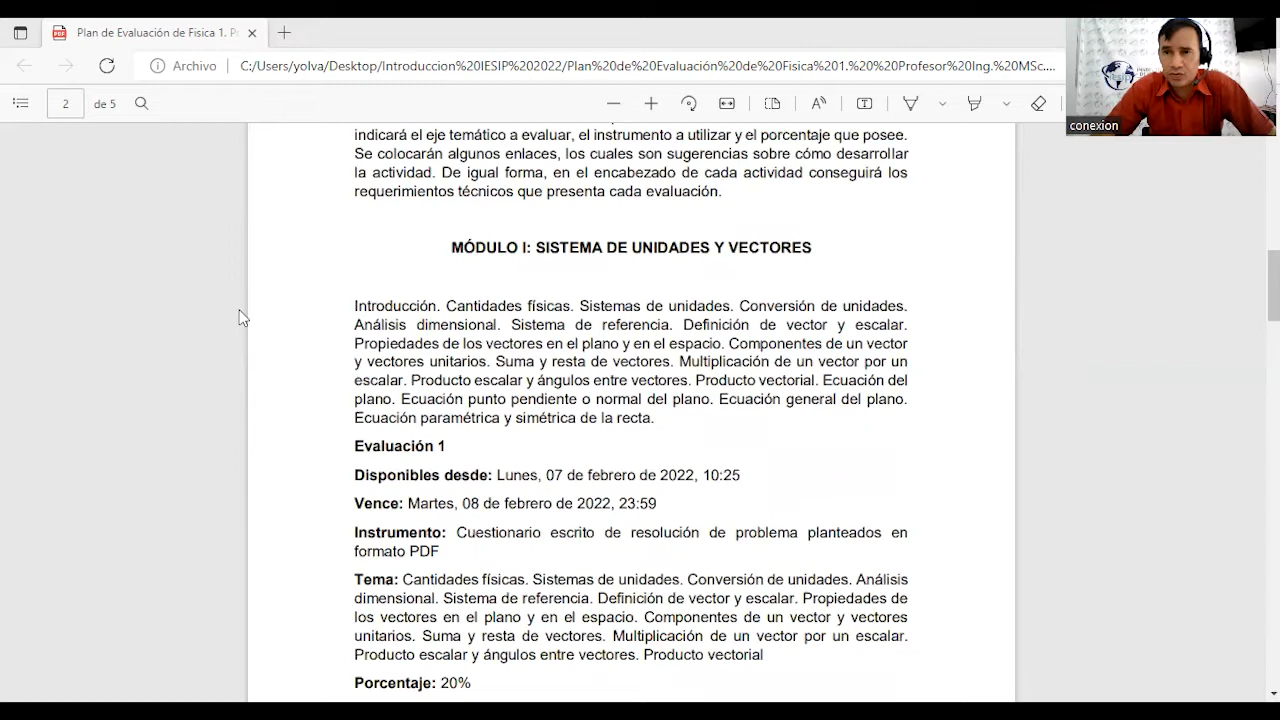 Plan de Evaluación de Fisica 1. P
Archivo
C:/Users/yolva/Desktop/Introduccion%20IESIP%202022/Plan%20de%20Evaluación%20de%20Fisica%201.%20%20Profesor%20Ing.%20MSc....
2 de 5
conexion
indicará el eje temático a evaluar, el instrumento a utilizar y el porcentaje que posee.
Se colocarán algunos enlaces, los cuales son sugerencias sobre cómo desarrollar
la actividad. De igual forma, en el encabezado de cada actividad conseguirá los
requerimientos técnicos que presenta cada evaluación.
MÓDULO I: SISTEMA DE UNIDADES Y VECTORES
Introducción. Cantidades físicas. Sistemas de unidades. Conversión de unidades.
Análisis dimensional. Sistema de referencia. Definición de vector y escalar.
Propiedades de los vectores en el plano y en el espacio. Componentes de un vector
y vectores unitarios. Suma y resta de vectores. Multiplicación de un vector por un
escalar. Producto escalar y ángulos entre vectores. Producto vectorial. Ecuación del
plano. Ecuación punto pendiente o normal del plano. Ecuación general del plano.
Ecuación paramétrica y simétrica de la recta.
Evaluación 1
Disponibles desde: Lunes, 07 de febrero de 2022, 10:25
Vence: Martes, 08 de febrero de 2022, 23:59
Instrumento: Cuestionario escrito de resolución de problema planteados en
formato PDF
Tema: Cantidades físicas. Sistemas de unidades. Conversión de unidades. Análisis
dimensional. Sistema de referencia. Definición de vector y escalar. Propiedades de
los vectores en el plano y en el espacio. Componentes de un vector y vectores
unitarios. Suma y resta de vectores. Multiplicación de un vector por un escalar.
Producto escalar y ángulos entre vectores. Producto vectorial
Porcentaje: 20%